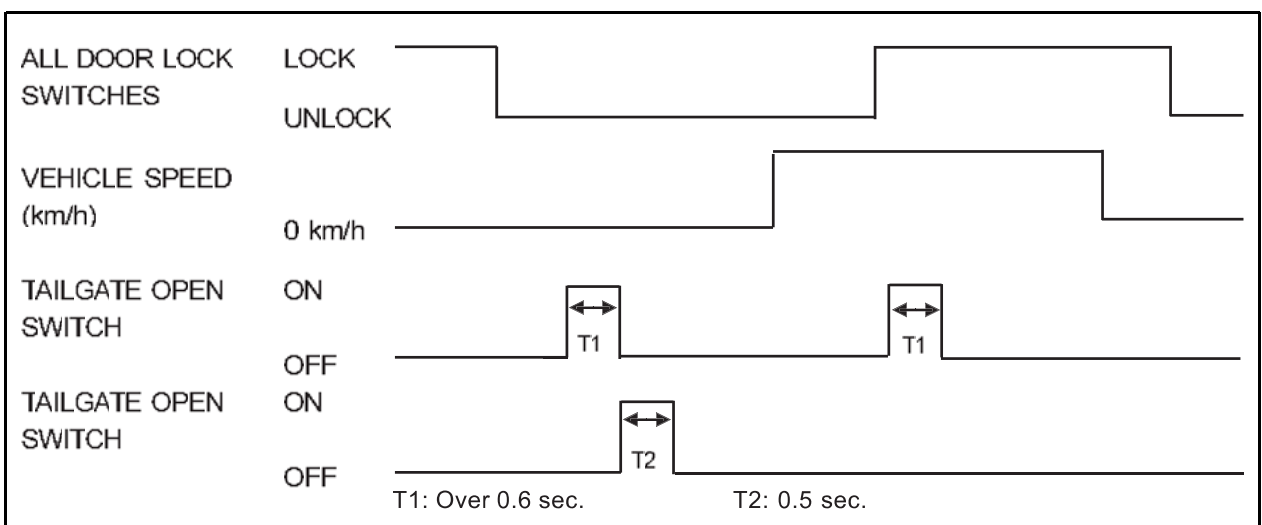 ALL DOOR LOCK LOCK
SWITCHES
UNLOCK
VEHICLE SPEED
(km/h)
0 km/h
TAILGATE OPEN ON
SWITCH
T1 T1
OFF
TAILGATE OPEN ON
SWITCH
T2
OFF
T1: Over 0.6 sec. T2: 0.5 sec.